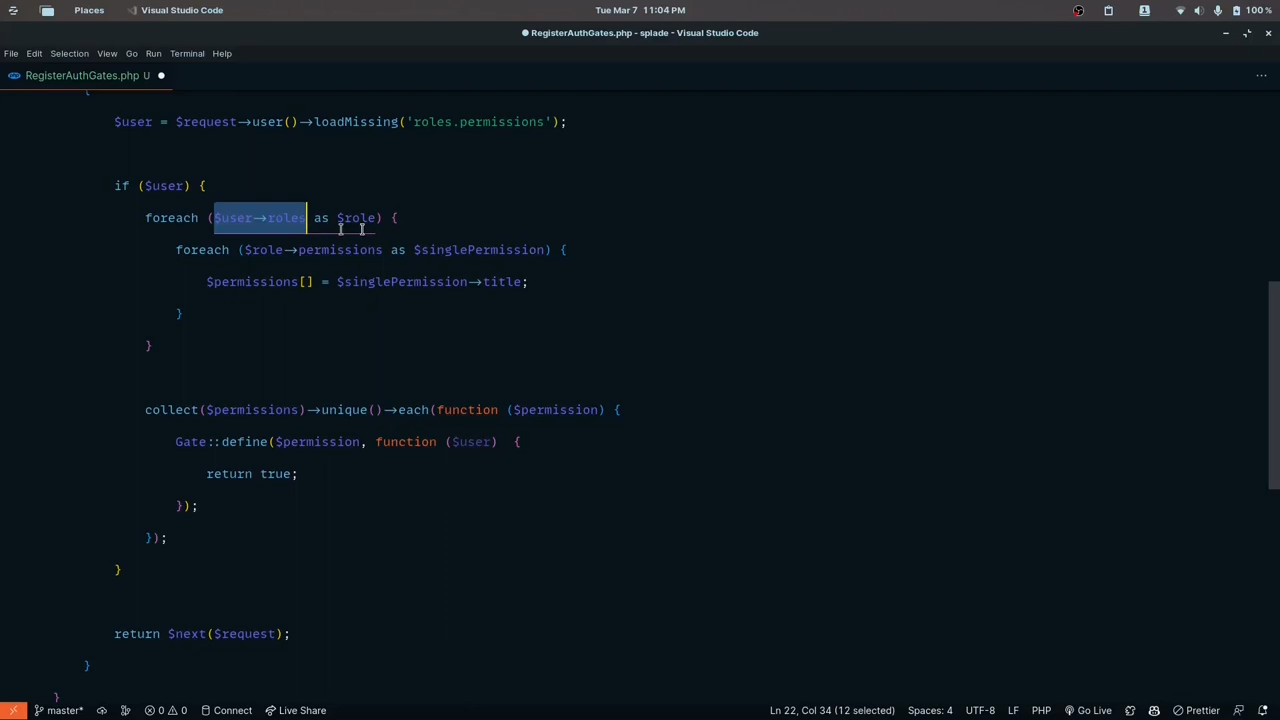 Places Visual Studio Code Tue Mar 7 11:04 PM 1 100 %
RegisterAuthGates.php - splade - Visual Studio Code
File Edit Selection View Go Run Terminal Help
RegisterAuthGates.php U
{
$user = $request->user()->loadMissing('roles.permissions');
if ($user) {
foreach ($user->roles as $role) {
foreach ($role->permissions as $singlePermission) {
$permissions[] = $singlePermission->title;
}
}
collect($permissions)->unique()->each(function ($permission) {
Gate::define($permission, function ($user) {
return true;
});
});
}
return $next($request);
}
}
master* 0 0 Connect Live Share Ln 22, Col 34 (12 selected) Spaces: 4 UTF-8 LF PHP Go Live Prettier